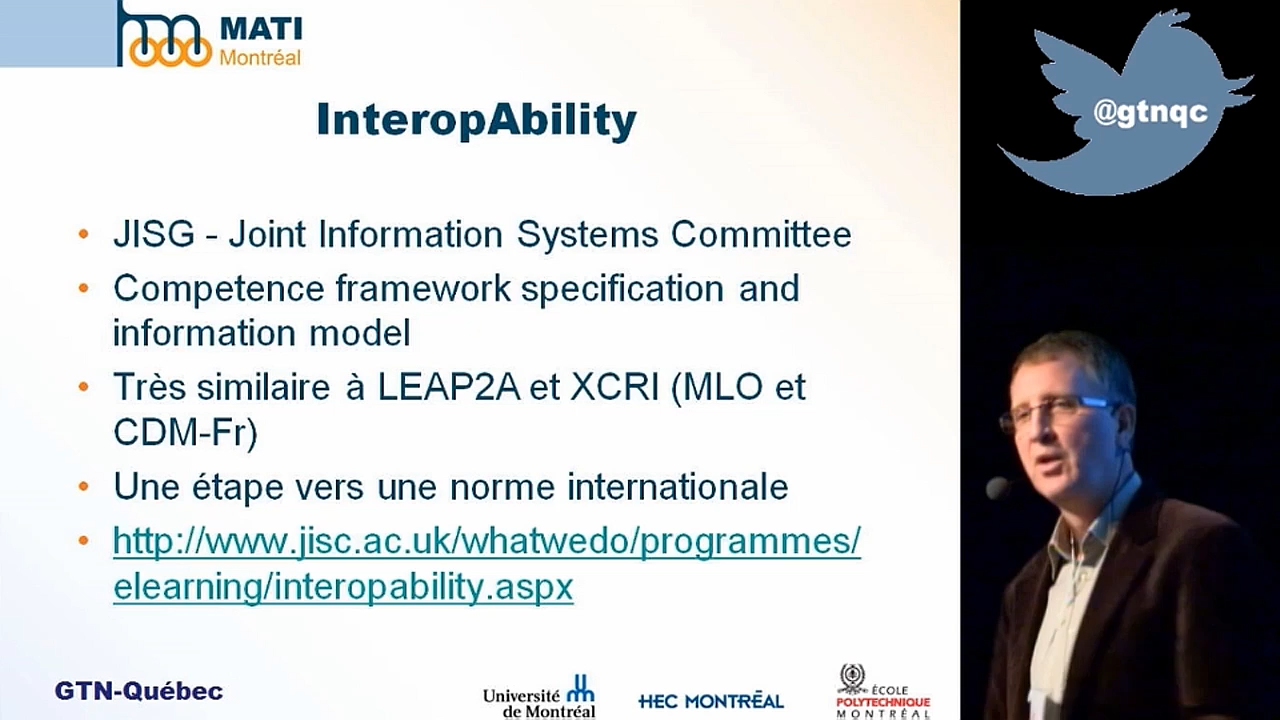 MATI
Montréal
@gtnqc
InteropAbility
• JISG - Joint Information Systems Committee
• Competence framework specification and
information model
• Très similaire à LEAP2A et XCRI (MLO et
CDM-Fr)
• Une étape vers une norme internationale
• http://www.jisc.ac.uk/whatwedo/programmes/
elearning/interopability.aspx
GTN-Québec
Université
de Montréal
HEC MONTRĒAL
ÉCOLE
POLYTECHNIQUE
MONTRÉAL